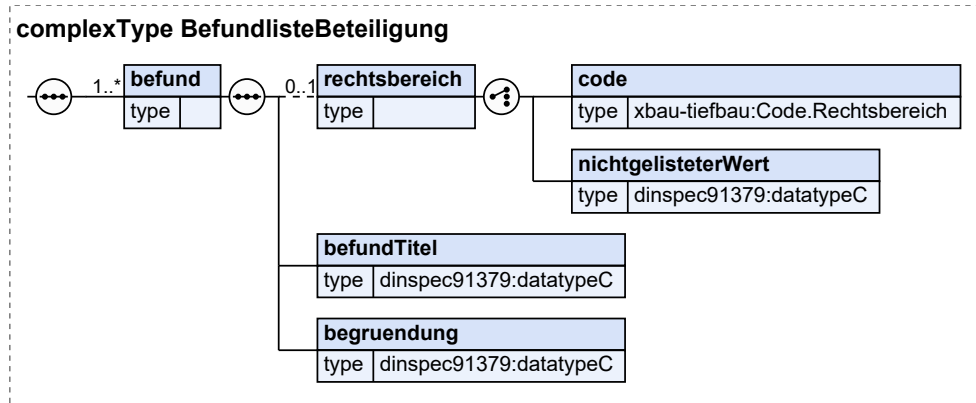 complexType BefundlisteBeteiligung
1..* befund 0..1 rechtsbereich code
type type type xbau-tiefbau:Code.Rechtsbereich
nichtgelisteterWert
type dinspec91379:datatypeC
befundTitel
type dinspec91379:datatypeC
begruendung
type dinspec91379:datatypeC